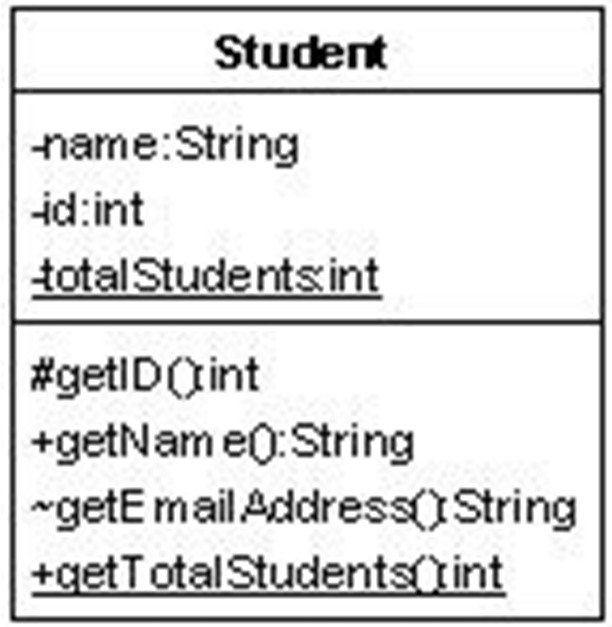 Student
-name:String
-id:int
-totalStudents:int
#getID():int
+getName():String
~getEmailAddress():String
+getTotalStudents():int